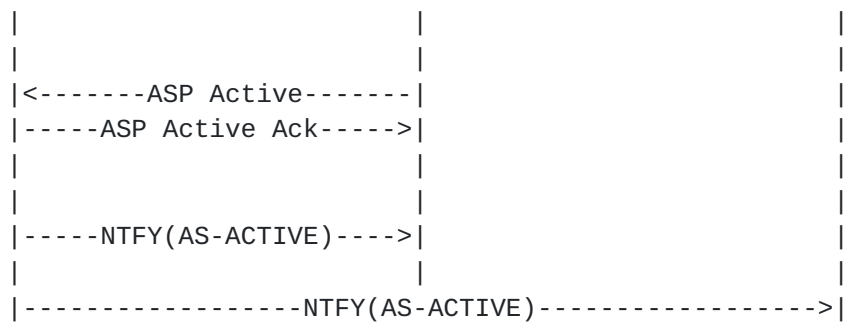 |                         |                          |
|                         |                          |
|<-------ASP Active-------|                          |
|-----ASP Active Ack----->|                          |
|                         |                          |
|                         |                          |
|-----NTFY(AS-ACTIVE)---->|                          |
|                         |                          |
|------------------NTFY(AS-ACTIVE)------------------>|